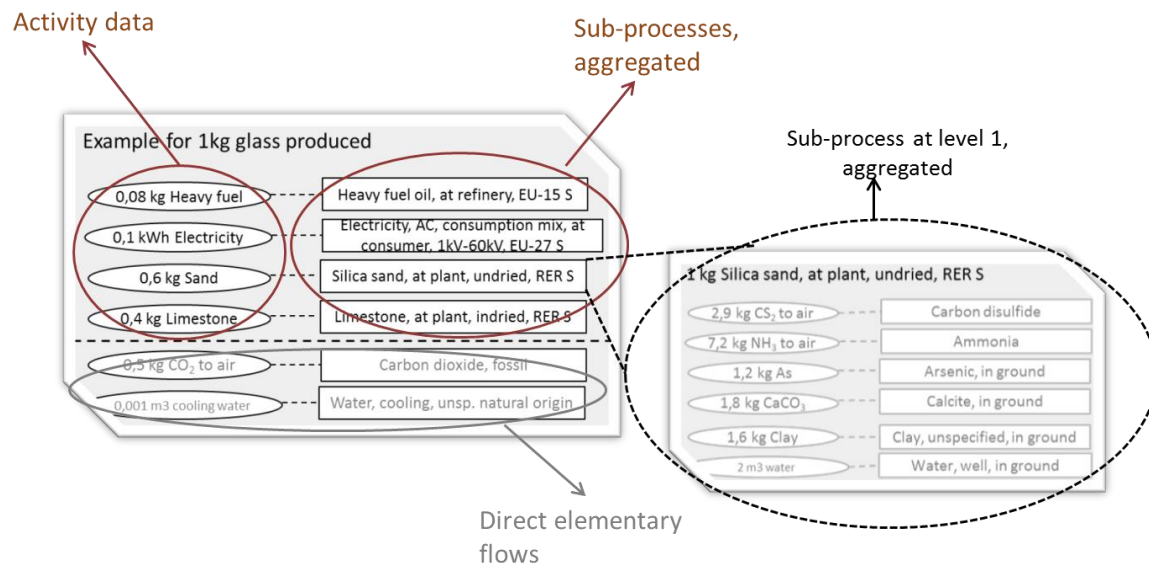 Activity data
Sub-processes,
aggregated
Example for 1kg glass produced
0,08 kg Heavy fuel
Heavy fuel oil, at refinery, EU-15 S
0,1 kWh Electricity
Electricity, AC, consumption mix, at
consumer, 1kV-60kV, EU-27 S
0,6 kg Sand
Silica sand, at plant, undried, RER S
0,4 kg Limestone
Limestone, at plant, indried, RER S
0,5 kg CO₂ to air
Carbon dioxide, fossil
0,001 m3 cooling water
Water, cooling, unsp. natural origin
Direct elementary
flows
Sub-process at level 1,
aggregated
1 kg Silica sand, at plant, undried, RER S
2,9 kg CS₂ to air
Carbon disulfide
7,2 kg NH₃ to air
Ammonia
1,2 kg As
Arsenic, in ground
1,8 kg CaCO₃
Calcite, in ground
1,6 kg Clay
Clay, unspecified, in ground
2 m3 water
Water, well, in ground